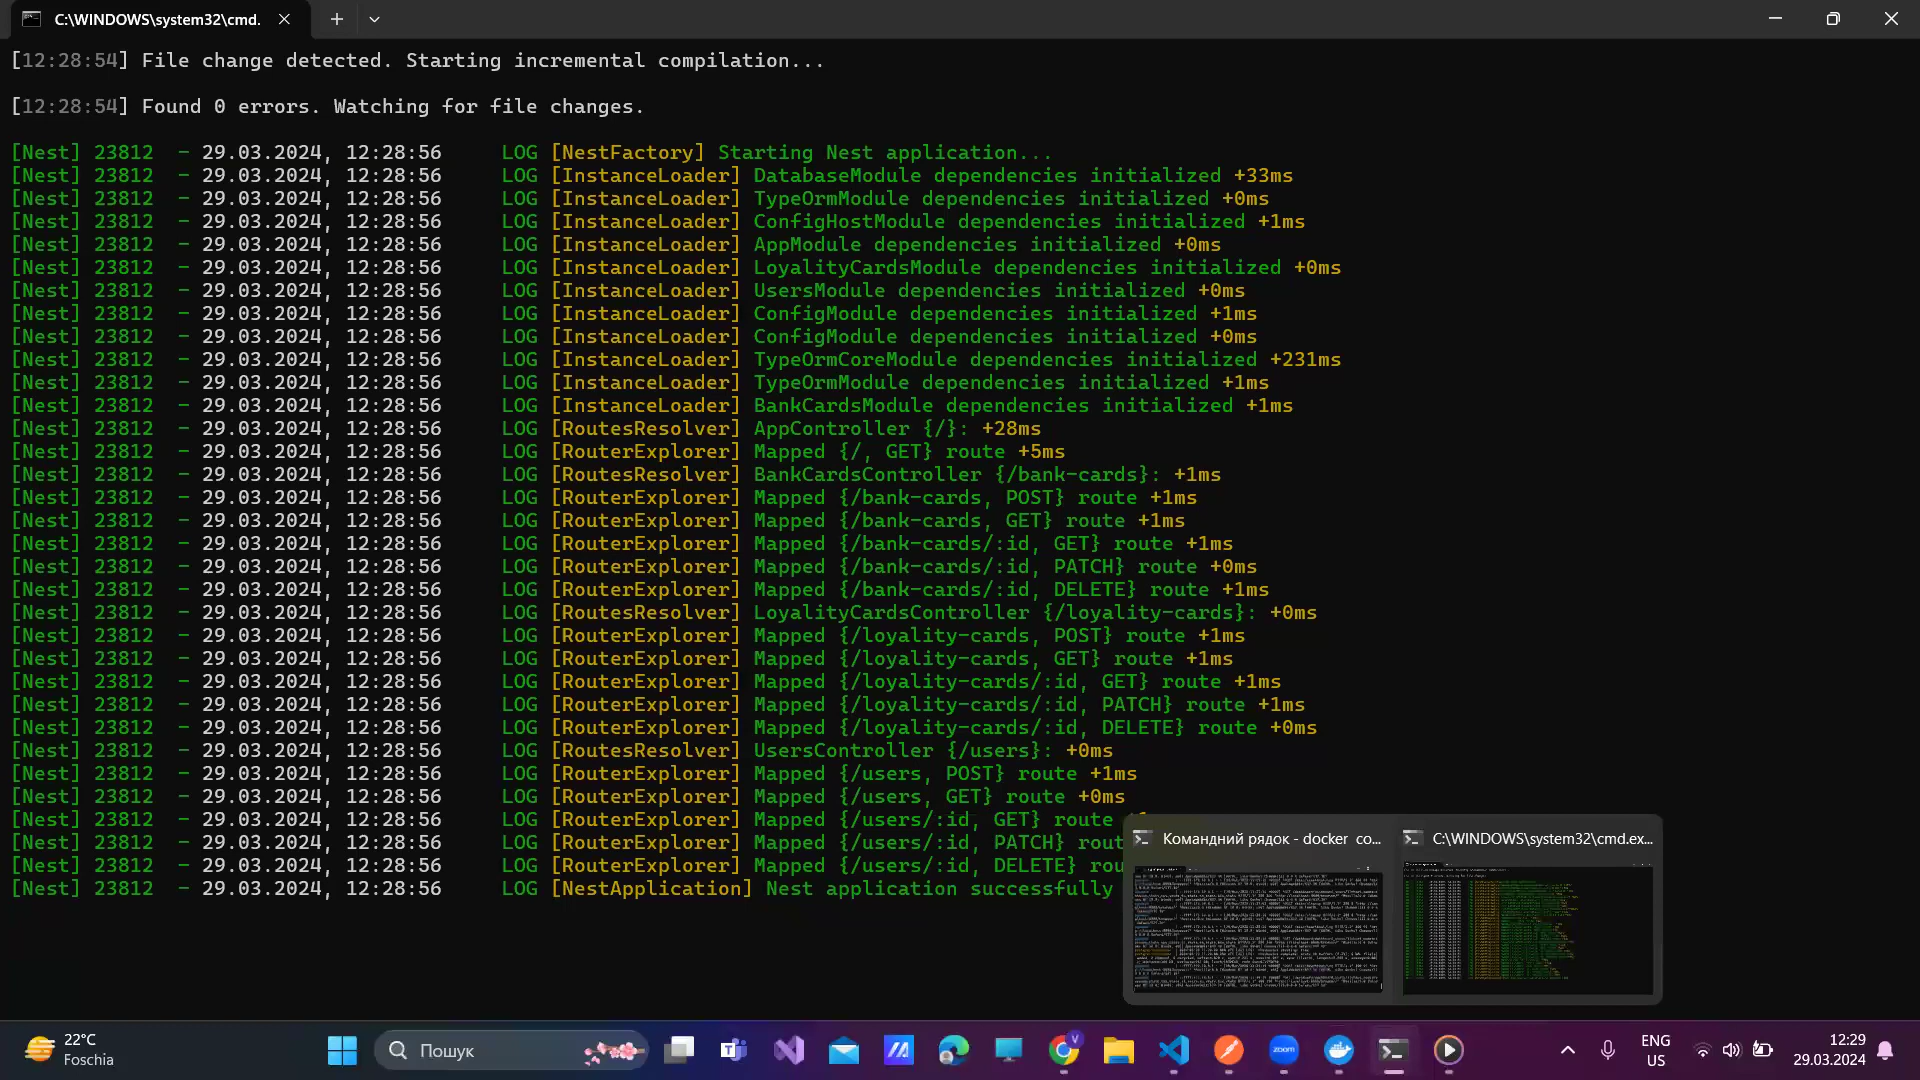 C:\WINDOWS\system32\cmd.
[12:28:54] File change detected. Starting incremental compilation...
[12:28:54] Found 0 errors. Watching for file changes.
[Nest] 23812  - 29.03.2024, 12:28:56     LOG [NestFactory] Starting Nest application...
[Nest] 23812  - 29.03.2024, 12:28:56     LOG [InstanceLoader] DatabaseModule dependencies initialized +33ms
[Nest] 23812  - 29.03.2024, 12:28:56     LOG [InstanceLoader] TypeOrmModule dependencies initialized +0ms
[Nest] 23812  - 29.03.2024, 12:28:56     LOG [InstanceLoader] ConfigHostModule dependencies initialized +1ms
[Nest] 23812  - 29.03.2024, 12:28:56     LOG [InstanceLoader] AppModule dependencies initialized +0ms
[Nest] 23812  - 29.03.2024, 12:28:56     LOG [InstanceLoader] LoyalityCardsModule dependencies initialized +0ms
[Nest] 23812  - 29.03.2024, 12:28:56     LOG [InstanceLoader] UsersModule dependencies initialized +0ms
[Nest] 23812  - 29.03.2024, 12:28:56     LOG [InstanceLoader] ConfigModule dependencies initialized +1ms
[Nest] 23812  - 29.03.2024, 12:28:56     LOG [InstanceLoader] ConfigModule dependencies initialized +0ms
[Nest] 23812  - 29.03.2024, 12:28:56     LOG [InstanceLoader] TypeOrmCoreModule dependencies initialized +231ms
[Nest] 23812  - 29.03.2024, 12:28:56     LOG [InstanceLoader] TypeOrmModule dependencies initialized +1ms
[Nest] 23812  - 29.03.2024, 12:28:56     LOG [InstanceLoader] BankCardsModule dependencies initialized +1ms
[Nest] 23812  - 29.03.2024, 12:28:56     LOG [RoutesResolver] AppController {/}: +28ms
[Nest] 23812  - 29.03.2024, 12:28:56     LOG [RouterExplorer] Mapped {/, GET} route +5ms
[Nest] 23812  - 29.03.2024, 12:28:56     LOG [RoutesResolver] BankCardsController {/bank-cards}: +1ms
[Nest] 23812  - 29.03.2024, 12:28:56     LOG [RouterExplorer] Mapped {/bank-cards, POST} route +1ms
[Nest] 23812  - 29.03.2024, 12:28:56     LOG [RouterExplorer] Mapped {/bank-cards, GET} route +1ms
[Nest] 23812  - 29.03.2024, 12:28:56     LOG [RouterExplorer] Mapped {/bank-cards/:id, GET} route +1ms
[Nest] 23812  - 29.03.2024, 12:28:56     LOG [RouterExplorer] Mapped {/bank-cards/:id, PATCH} route +0ms
[Nest] 23812  - 29.03.2024, 12:28:56     LOG [RouterExplorer] Mapped {/bank-cards/:id, DELETE} route +1ms
[Nest] 23812  - 29.03.2024, 12:28:56     LOG [RoutesResolver] LoyalityCardsController {/loyality-cards}: +0ms
[Nest] 23812  - 29.03.2024, 12:28:56     LOG [RouterExplorer] Mapped {/loyality-cards, POST} route +1ms
[Nest] 23812  - 29.03.2024, 12:28:56     LOG [RouterExplorer] Mapped {/loyality-cards, GET} route +1ms
[Nest] 23812  - 29.03.2024, 12:28:56     LOG [RouterExplorer] Mapped {/loyality-cards/:id, GET} route +1ms
[Nest] 23812  - 29.03.2024, 12:28:56     LOG [RouterExplorer] Mapped {/loyality-cards/:id, PATCH} route +1ms
[Nest] 23812  - 29.03.2024, 12:28:56     LOG [RouterExplorer] Mapped {/loyality-cards/:id, DELETE} route +0ms
[Nest] 23812  - 29.03.2024, 12:28:56     LOG [RoutesResolver] UsersController {/users}: +0ms
[Nest] 23812  - 29.03.2024, 12:28:56     LOG [RouterExplorer] Mapped {/users, POST} route +1ms
[Nest] 23812  - 29.03.2024, 12:28:56     LOG [RouterExplorer] Mapped {/users, GET} route +0ms
[Nest] 23812  - 29.03.2024, 12:28:56     LOG [RouterExplorer] Mapped {/users/:id, GET} route
[Nest] 23812  - 29.03.2024, 12:28:56     LOG [RouterExplorer] Mapped {/users/:id, PATCH} rout
[Nest] 23812  - 29.03.2024, 12:28:56     LOG [RouterExplorer] Mapped {/users/:id, DELETE} rou
[Nest] 23812  - 29.03.2024, 12:28:56     LOG [NestApplication] Nest application successfully
Командний рядок - docker co...
C:\WINDOWS\system32\cmd.ex...
22°C
Foschia
Пошук
zoom
ENG
US
12:29
29.03.2024